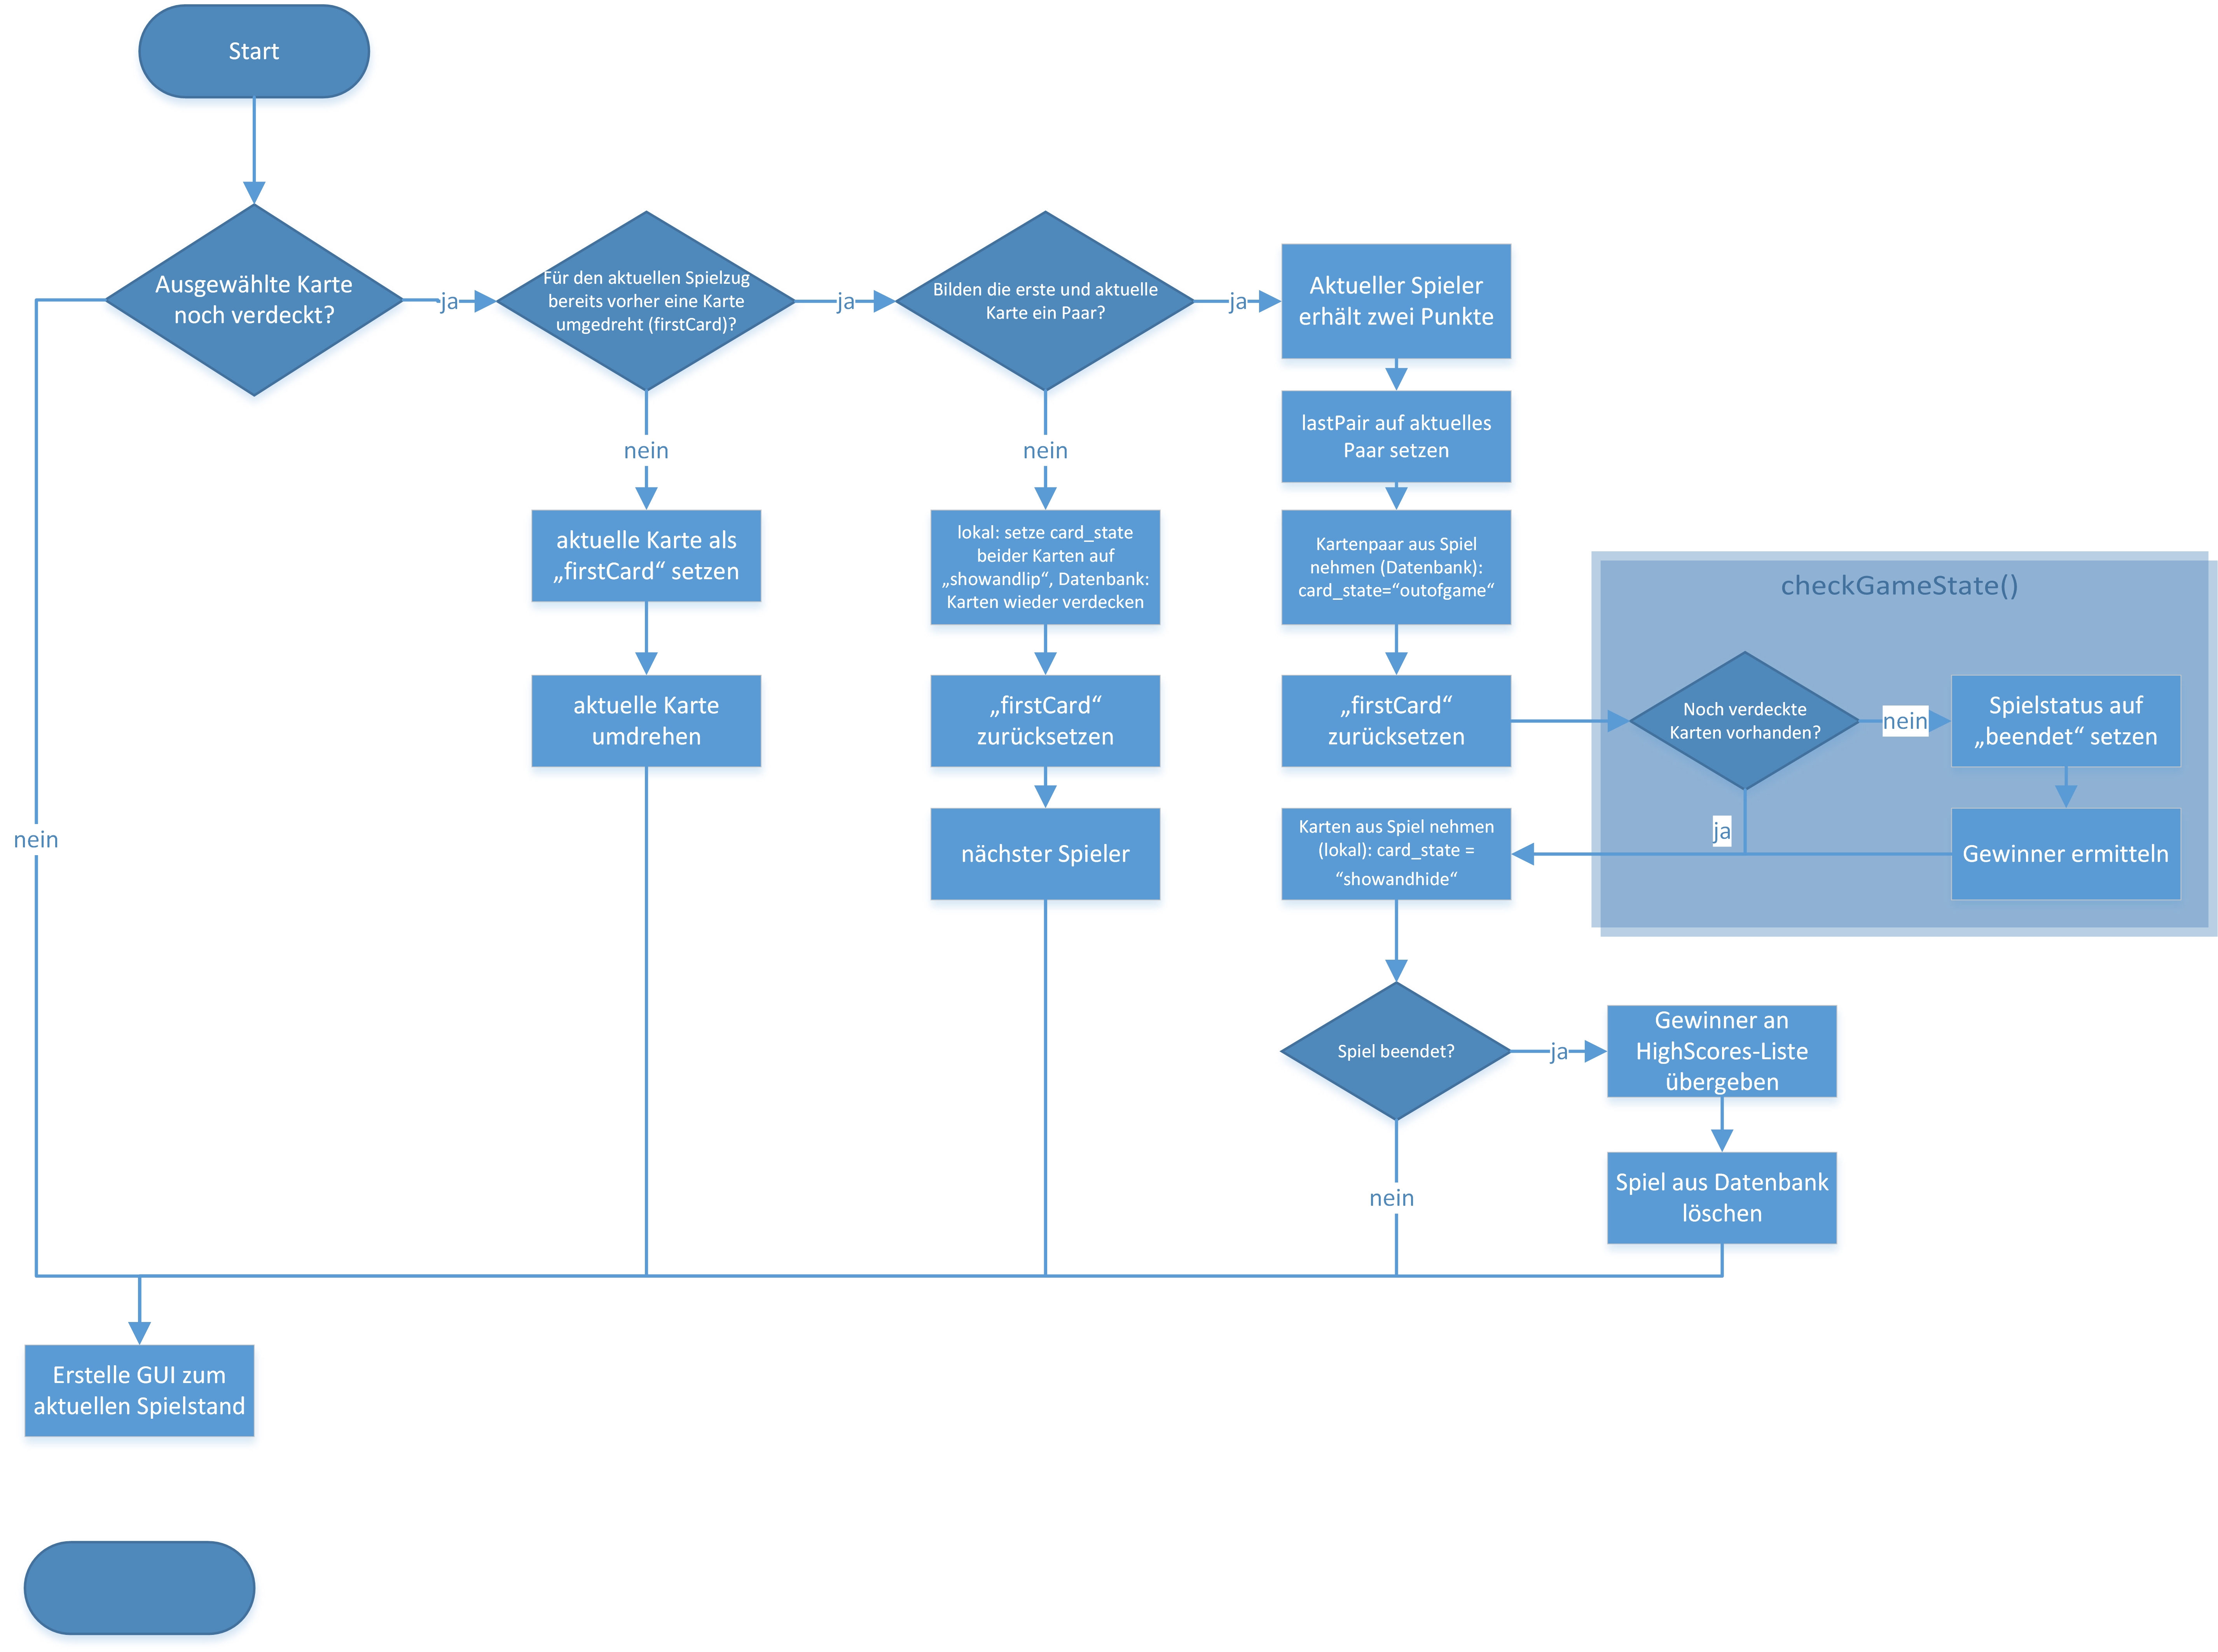 Start
Ausgewählte Karte
noch verdeckt?
ja
nein
Für den aktuellen Spielzug
bereits vorher eine Karte
umgedreht (firstCard)?
ja
nein
aktuelle Karte als
„firstCard“ setzen
aktuelle Karte
umdrehen
Bilden die erste und aktuelle
Karte ein Paar?
ja
nein
lokal: setze card_state
beider Karten auf
„showandlip“, Datenbank:
Karten wieder verdecken
„firstCard“
zurücksetzen
nächster Spieler
Aktueller Spieler
erhält zwei Punkte
lastPair auf aktuelles
Paar setzen
Kartenpaar aus Spiel
nehmen (Datenbank):
card_state=“outofgame“
„firstCard“
zurücksetzen
checkGameState()
Noch verdeckte
Karten vorhanden?
nein
Spielstatus auf
„beendet“ setzen
ja
Gewinner ermitteln
Karten aus Spiel nehmen
(lokal): card_state =
“showandhide“
Spiel beendet?
ja
nein
Gewinner an
HighScores-Liste
übergeben
Spiel aus Datenbank
löschen
Erstelle GUI zum
aktuellen Spielstand